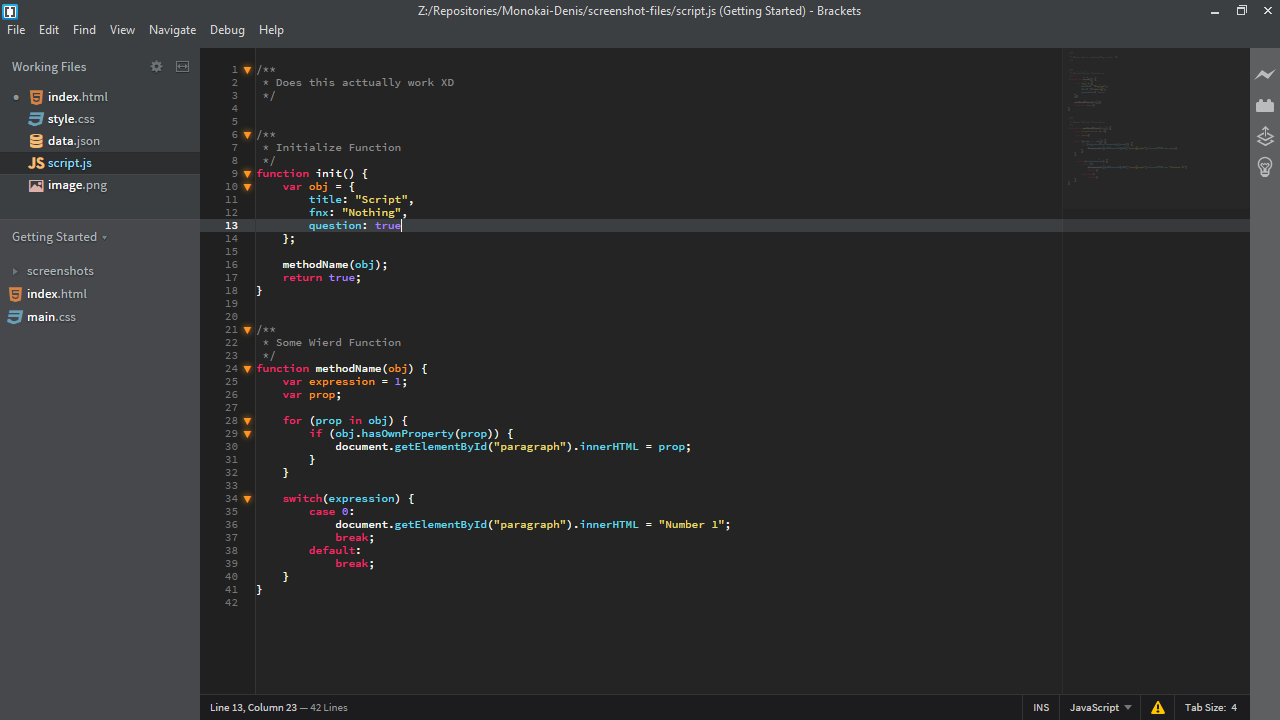 Z:/Repositories/Monokai-Denis/screenshot-files/script.js (Getting Started) - Brackets
File Edit Find View Navigate Debug Help
Working Files
index.html
style.css
data.json
JS script.js
image.png
Getting Started
screenshots
index.html
main.css
1 /**
2  * Does this acttually work XD
3  */
4
5
6 /**
7  * Initialize Function
8  */
9 function init() {
10     var obj = {
11         title: "Script",
12         fnx: "Nothing",
13         question: true
14     };
15
16     methodName(obj);
17     return true;
18 }
19
20
21 /**
22  * Some Wierd Function
23  */
24 function methodName(obj) {
25     var expression = 1;
26     var prop;
27
28     for (prop in obj) {
29         if (obj.hasOwnProperty(prop)) {
30             document.getElementById("paragraph").innerHTML = prop;
31         }
32     }
33
34     switch(expression) {
35         case 0:
36             document.getElementById("paragraph").innerHTML = "Number 1";
37             break;
38         default:
39             break;
40     }
41 }
42
Line 13, Column 23 — 42 Lines
INS JavaScript Tab Size: 4